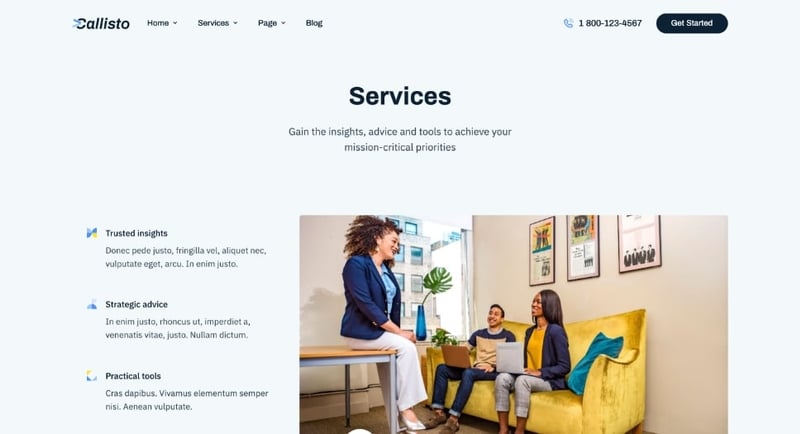 Callisto
Home
Services
Page
Blog
1 800-123-4567
Get Started
Services
Gain the insights, advice and tools to achieve your
mission-critical priorities
Trusted insights
Donec pede justo, fringilla vel, aliquet nec,
vulputate eget, arcu. In enim justo.
Strategic advice
In enim justo, rhoncus ut, imperdiet a,
venenatis vitae, justo. Nullam dictum.
Practical tools
Cras dapibus. Vivamus elementum semper
nisi. Aenean vulputate.